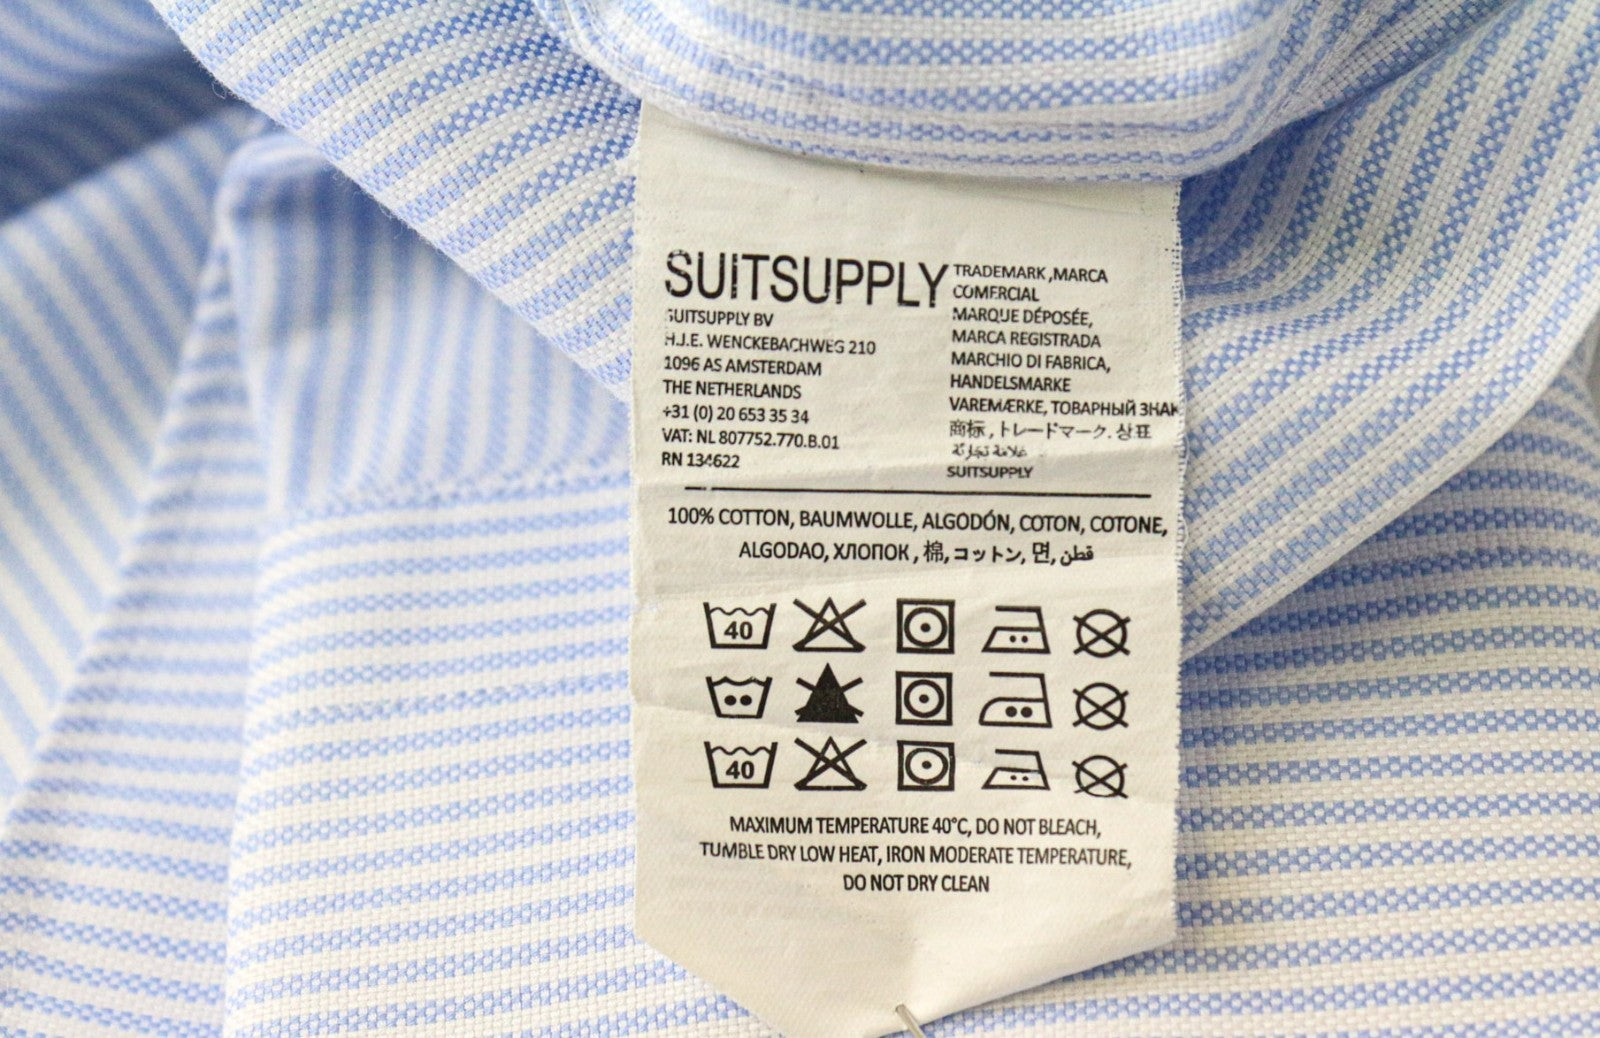 SUITSUPPLY
SUITSUPPLY BV
H.J.E. WENCKEBACHWEG 210
1096 AS AMSTERDAM
THE NETHERLANDS
+31 (0) 20 653 35 34
VAT: NL 807752.770.B.01
RN 134622
TRADEMARK ,MARCA
COMERCIAL
MARQUE DÉPOSÉE,
MARCA REGISTRADA
MARCHIO DI FABRICA,
HANDELSMARKE
VAREMÆRKE, ТОВАРНЫЙ ЗНАК
商标 , トレードマーク. 상표
SUITSUPPLY
100% COTTON, BAUMWOLLE, ALGODÓN, COTON, COTONE,
ALGODAO, ХЛОПОК , 棉, コットン, 면, قطن
40
40
MAXIMUM TEMPERATURE 40°C, DO NOT BLEACH,
TUMBLE DRY LOW HEAT, IRON MODERATE TEMPERATURE,
DO NOT DRY CLEAN